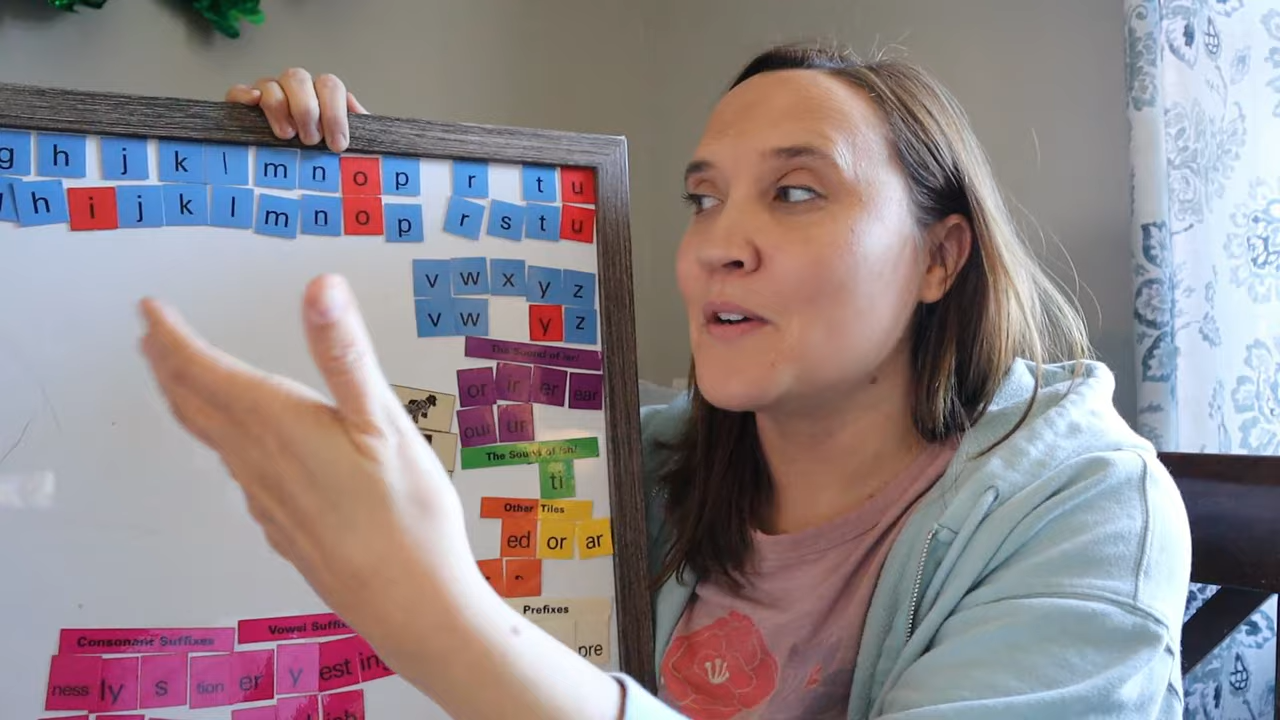 g h j k l m n o p r t u
h i j k l m n o p r s t u
v w x y z
v w y z
The Sound of /er/
or ir er ear
our ur
The Sound of /sh/
ti
Other Tiles
ed or ar
Prefixes
pre
Consonant Suffixes Vowel
ness ly s tion er y est ing
ish